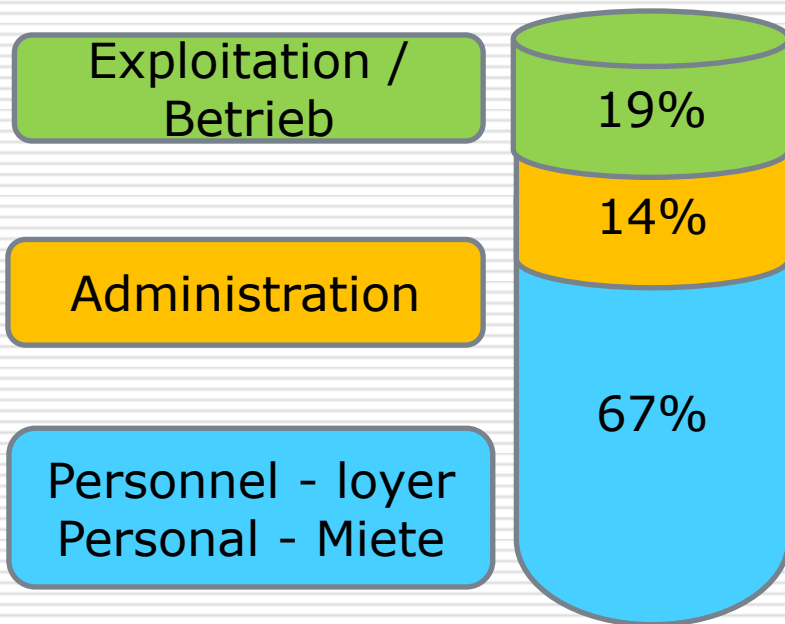 Exploitation /
Betrieb
19%
14%
Administration
67%
Personnel - loyer
Personal - Miete